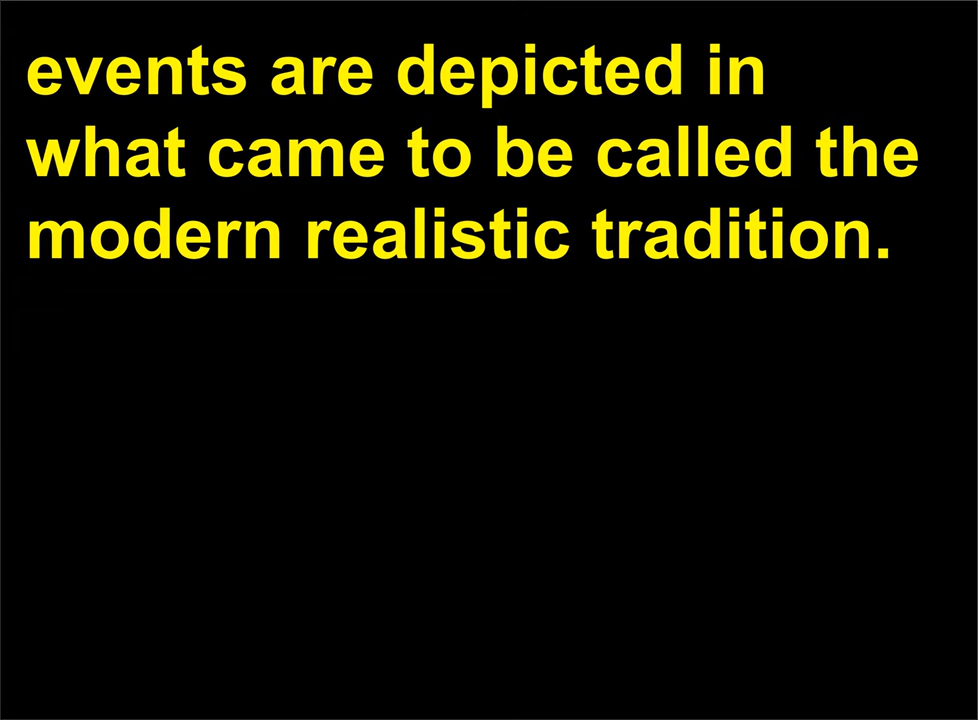 events are depicted in
what came to be called the
modern realistic tradition.